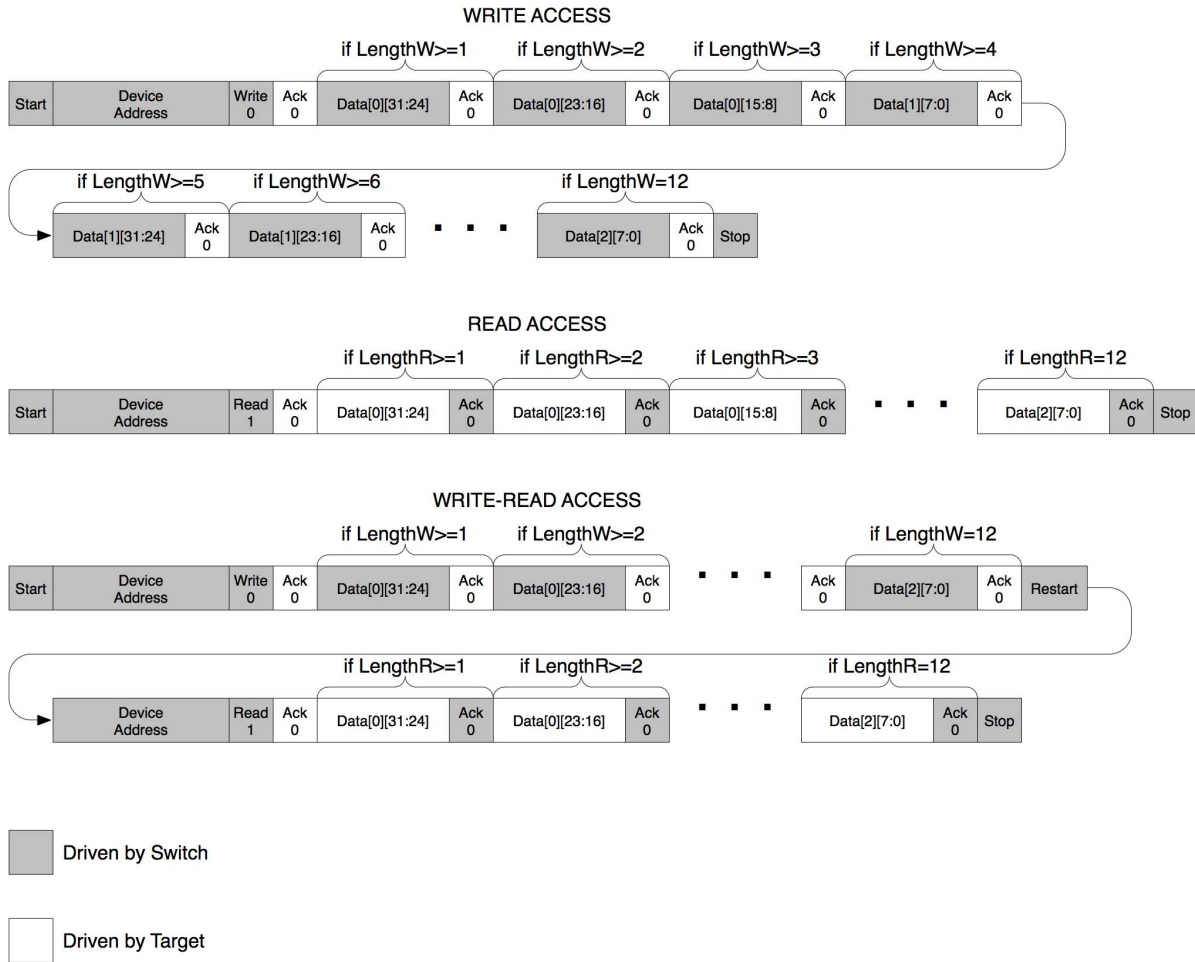 WRITE ACCESS
if LengthW>=1 if LengthW>=2 if LengthW>=3 if LengthW>=4
Start Device Address Write 0 Ack 0 Data[0][31:24] Ack 0 Data[0][23:16] Ack 0 Data[0][15:8] Ack 0 Data[1][7:0] Ack 0
if LengthW>=5 if LengthW>=6 if LengthW=12
Data[1][31:24] Ack 0 Data[1][23:16] Ack 0 Data[2][7:0] Ack 0 Stop
READ ACCESS
if LengthR>=1 if LengthR>=2 if LengthR>=3 if LengthR=12
Start Device Address Read 1 Ack 0 Data[0][31:24] Ack 0 Data[0][23:16] Ack 0 Data[0][15:8] Ack 0 Data[2][7:0] Ack 0 Stop
WRITE-READ ACCESS
if LengthW>=1 if LengthW>=2 if LengthW=12
Start Device Address Write 0 Ack 0 Data[0][31:24] Ack 0 Data[0][23:16] Ack 0 Ack 0 Data[2][7:0] Ack 0 Restart
if LengthR>=1 if LengthR>=2 if LengthR=12
Device Address Read 1 Ack 0 Data[0][31:24] Ack 0 Data[0][23:16] Ack 0 Data[2][7:0] Ack 0 Stop
Driven by Switch
Driven by Target